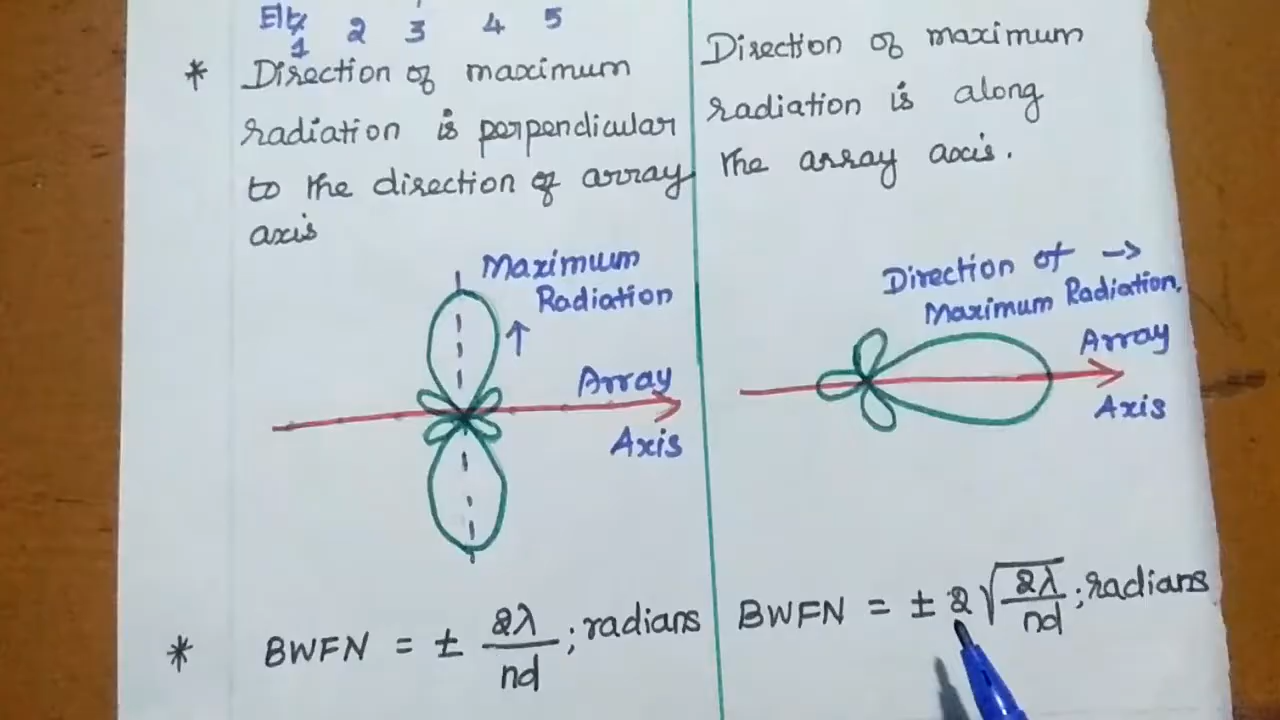 Elt
1 2 3 4 5
* Direction of maximum
radiation is perpendicular
to the direction of array
axis
Maximum
Radiation
↑
Array
Axis
* BWFN = ± 2λ/nd ; radians
Direction of maximum
radiation is along
the array axis.
Direction of →
Maximum Radiation,
Array
Axis
BWFN = ± 2√(2λ/nd) ; radians